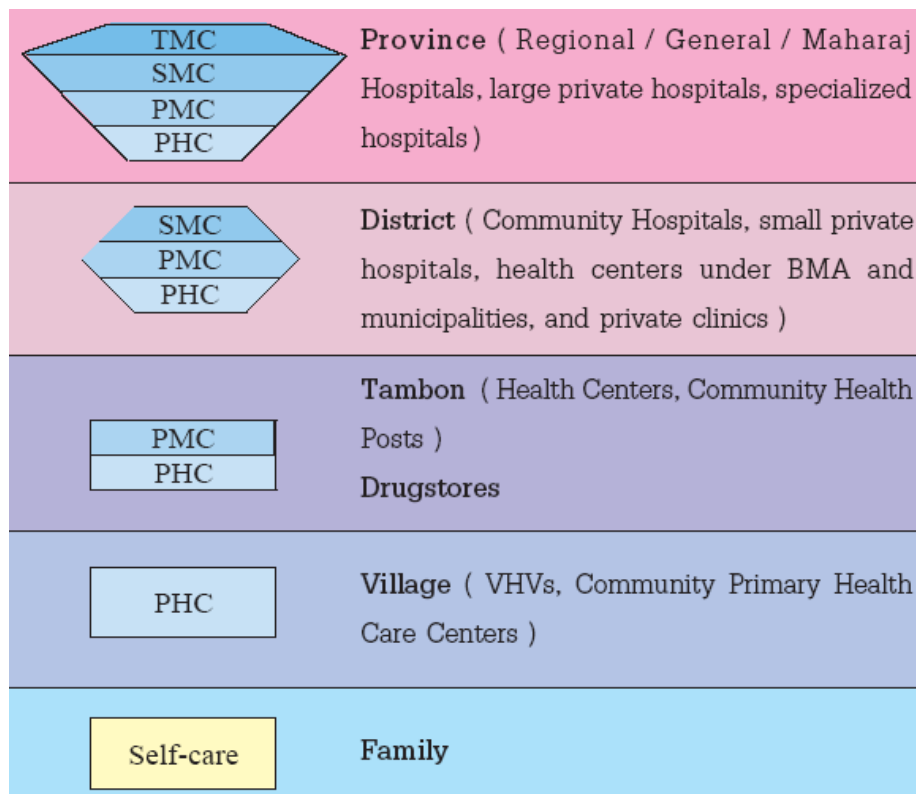 TMC
SMC
PMC
PHC
Province ( Regional / General / Maharaj
Hospitals, large private hospitals, specialized
hospitals )
SMC
PMC
PHC
District ( Community Hospitals, small private
hospitals, health centers under BMA and
municipalities, and private clinics )
PMC
PHC
Tambon ( Health Centers, Community Health
Posts )
Drugstores
PHC
Village ( VHVs, Community Primary Health
Care Centers )
Self-care
Family